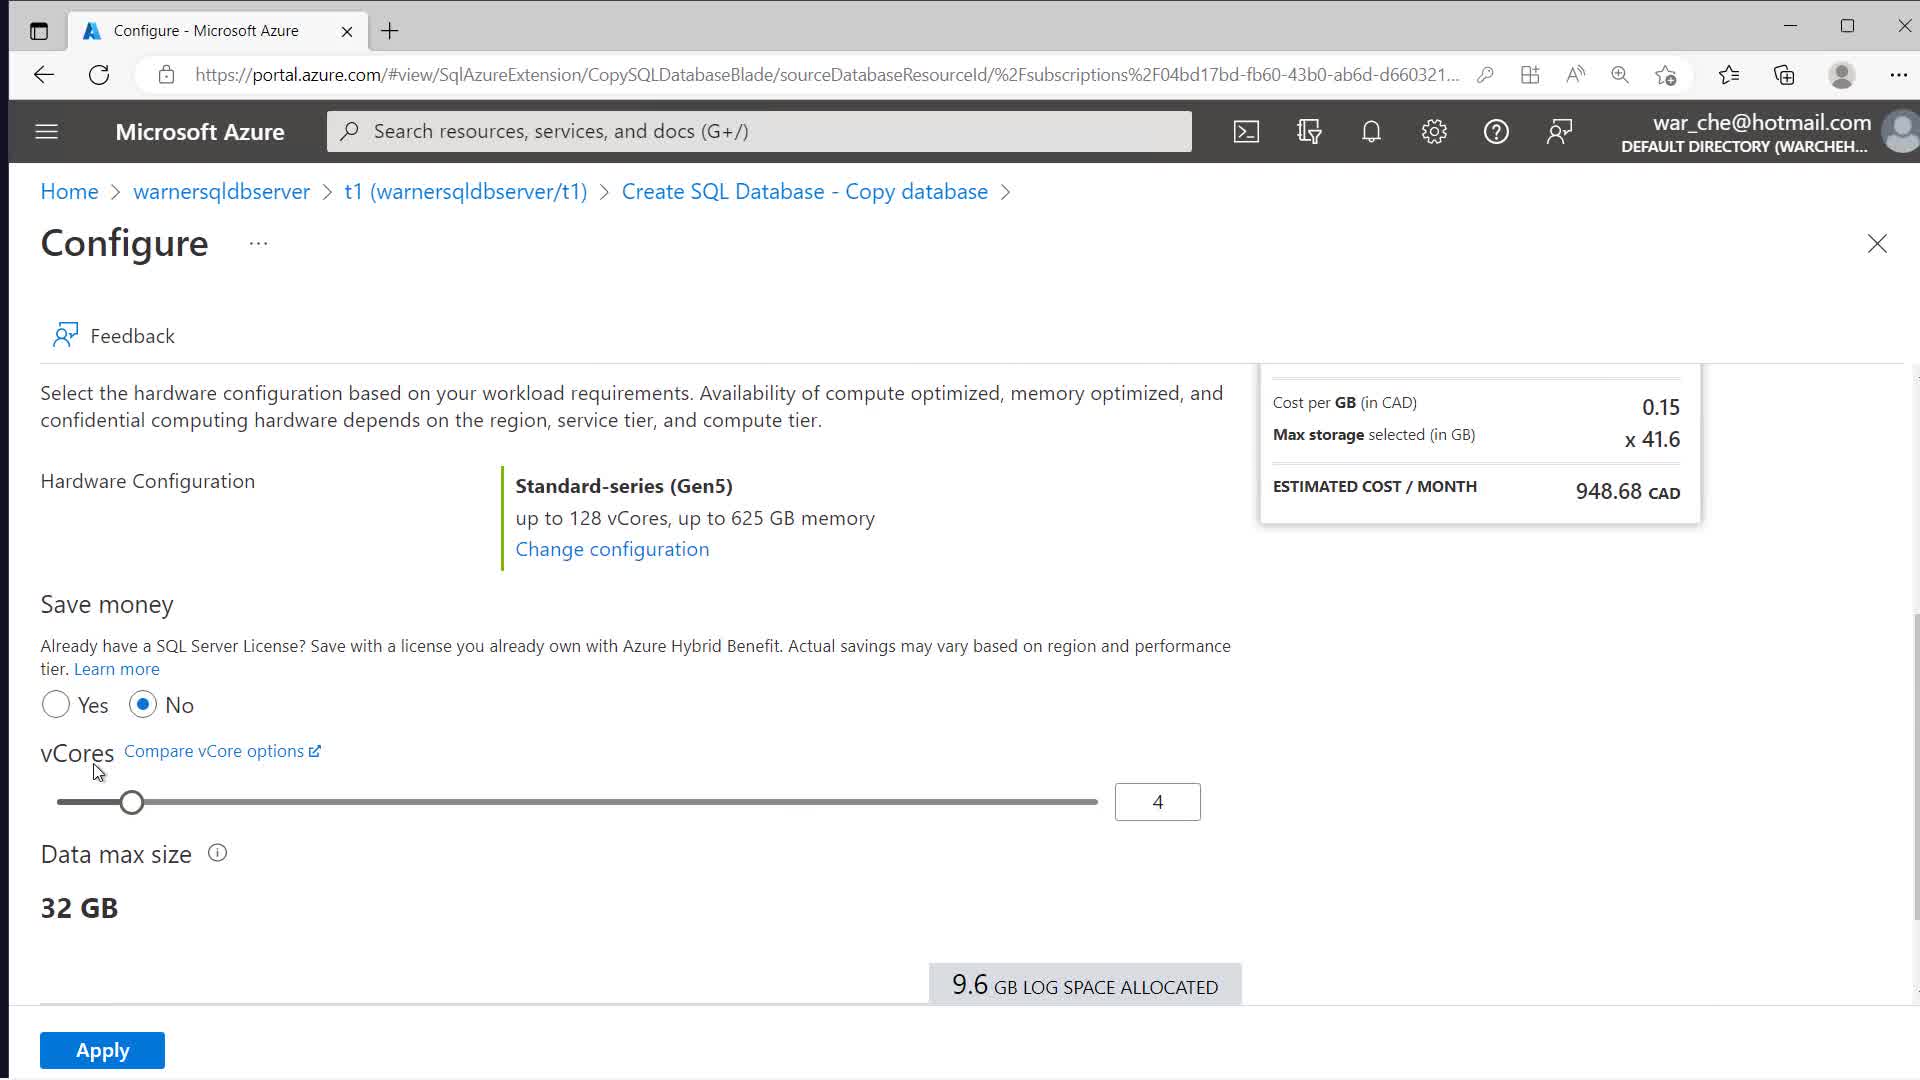 Configure - Microsoft Azure
https://portal.azure.com/#view/SqlAzureExtension/CopySQLDatabaseBlade/sourceDatabaseResourceId/%2Fsubscriptions%2F04bd17bd-fb60-43b0-ab6d-d660321...
Microsoft Azure
Search resources, services, and docs (G+/)
war_che@hotmail.com
DEFAULT DIRECTORY (WARCHEH...
Home > warnersqldbserver > t1 (warnersqldbserver/t1) > Create SQL Database - Copy database >
Configure ...
Feedback
Select the hardware configuration based on your workload requirements. Availability of compute optimized, memory optimized, and
confidential computing hardware depends on the region, service tier, and compute tier.
Hardware Configuration
Standard-series (Gen5)
up to 128 vCores, up to 625 GB memory
Change configuration
Save money
Already have a SQL Server License? Save with a license you already own with Azure Hybrid Benefit. Actual savings may vary based on region and performance
tier. Learn more
Yes No
vCores Compare vCore options
4
Data max size
32 GB
9.6 GB LOG SPACE ALLOCATED
Cost per GB (in CAD) 0.15
Max storage selected (in GB) x 41.6
ESTIMATED COST / MONTH 948.68 CAD
Apply